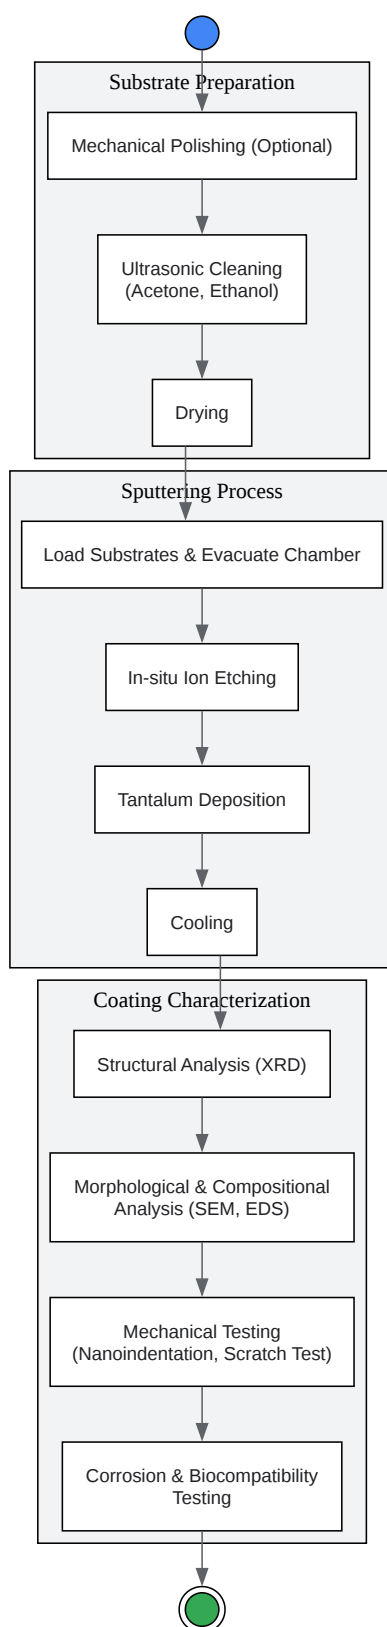 Substrate Preparation
Mechanical Polishing (Optional)
Ultrasonic Cleaning
(Acetone, Ethanol)
Drying
Sputtering Process
Load Substrates & Evacuate Chamber
In-situ Ion Etching
Tantalum Deposition
Cooling
Coating Characterization
Structural Analysis (XRD)
Morphological & Compositional
Analysis (SEM, EDS)
Mechanical Testing
(Nanoindentation, Scratch Test)
Corrosion & Biocompatibility
Testing